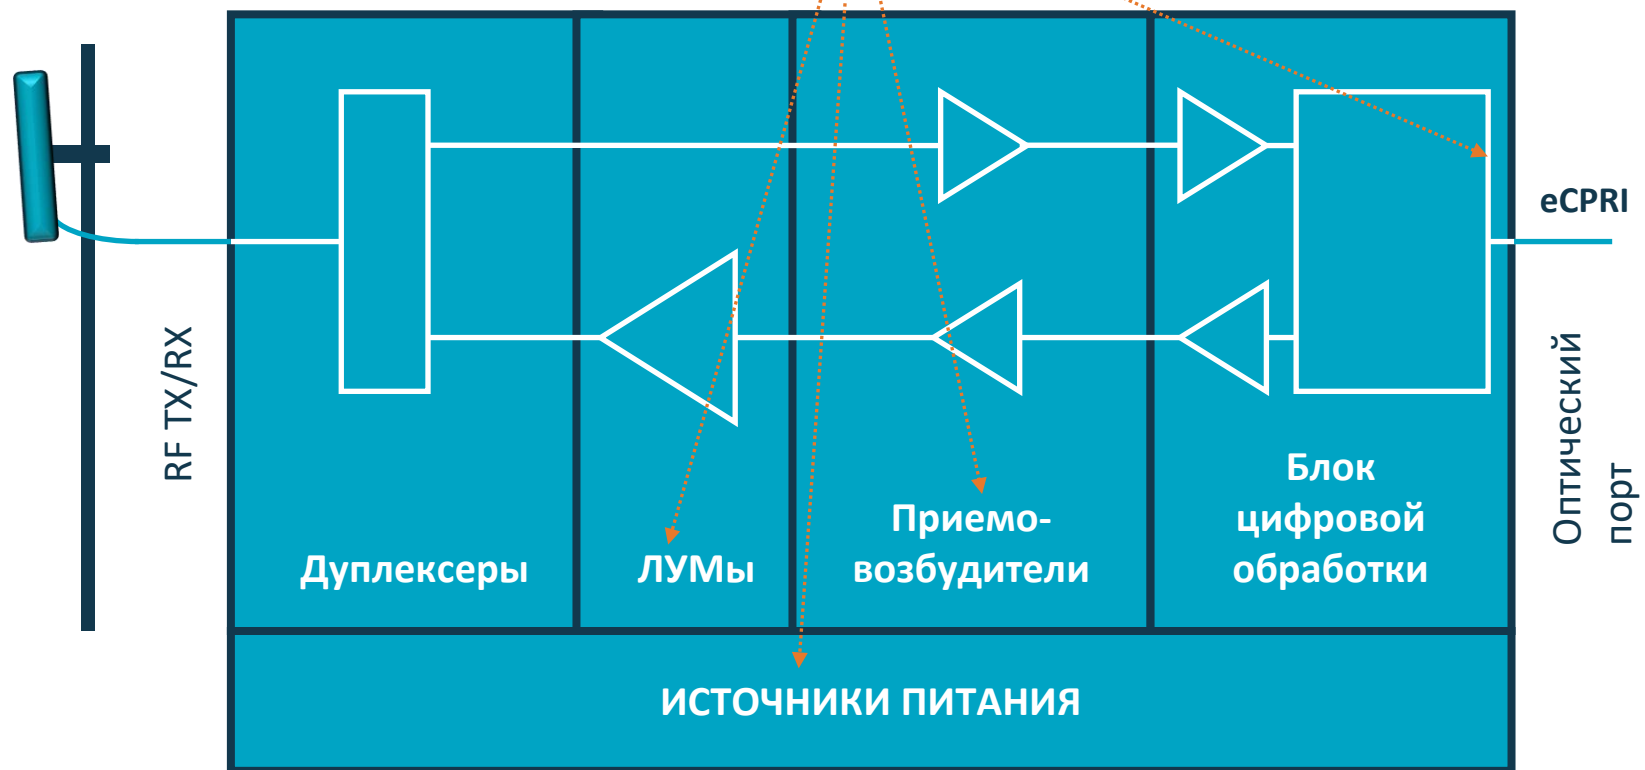 eCPRI
RF TX/RX
Оптический
порт
Дуплексеры
ЛУМы
Приемо-
возбудители
Блок
цифровой
обработки
ИСТОЧНИКИ ПИТАНИЯ